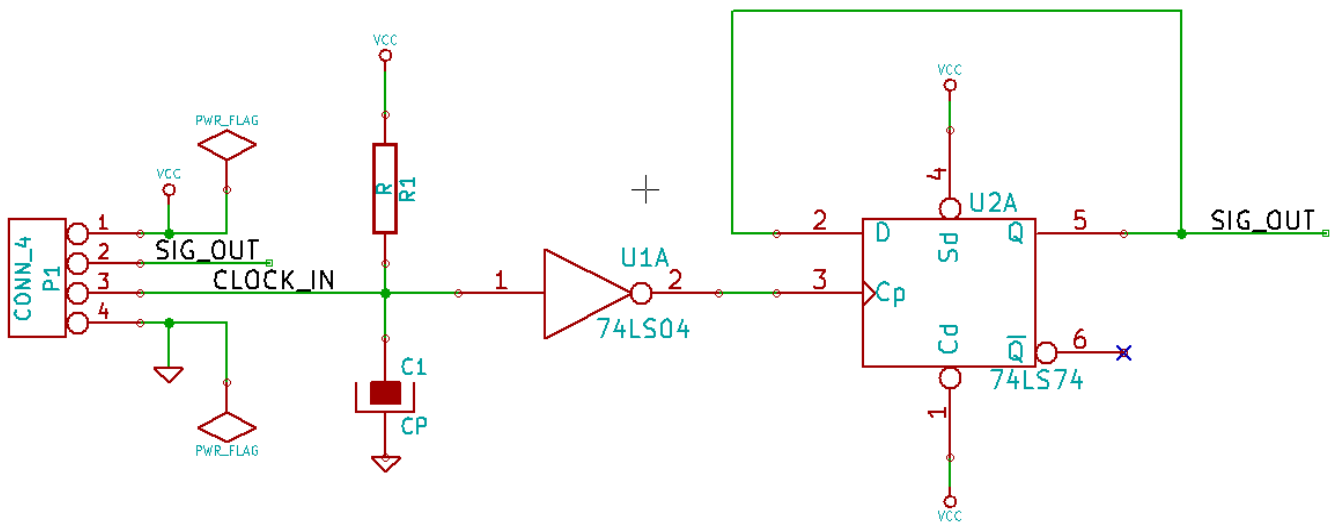 VCC
VCC
PWR_FLAG
VCC
4
U2A
R
R1
1
SIG_OUT
2
CLOCK_IN
3
4
CONN_4
P1
2
D
Sd
Q
5
SIG_OUT
U1A
1
2
3
Cp
74LS04
Cd
Q
6
74LS74
C1
CP
1
PWR_FLAG
VCC